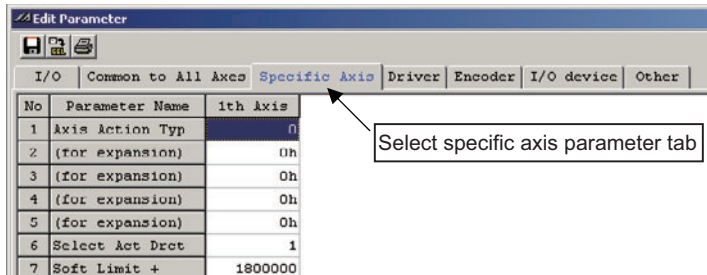 Edit Parameter
I/O Common to All Axes Specific Axis Driver Encoder I/O device Other
No Parameter Name 1th Axis
1 Axis Action Typ 0
2 (for expansion) 0h
3 (for expansion) 0h
4 (for expansion) 0h
5 (for expansion) 0h
6 Select Act Drct 1
7 Soft Limit + 1800000
Select specific axis parameter tab